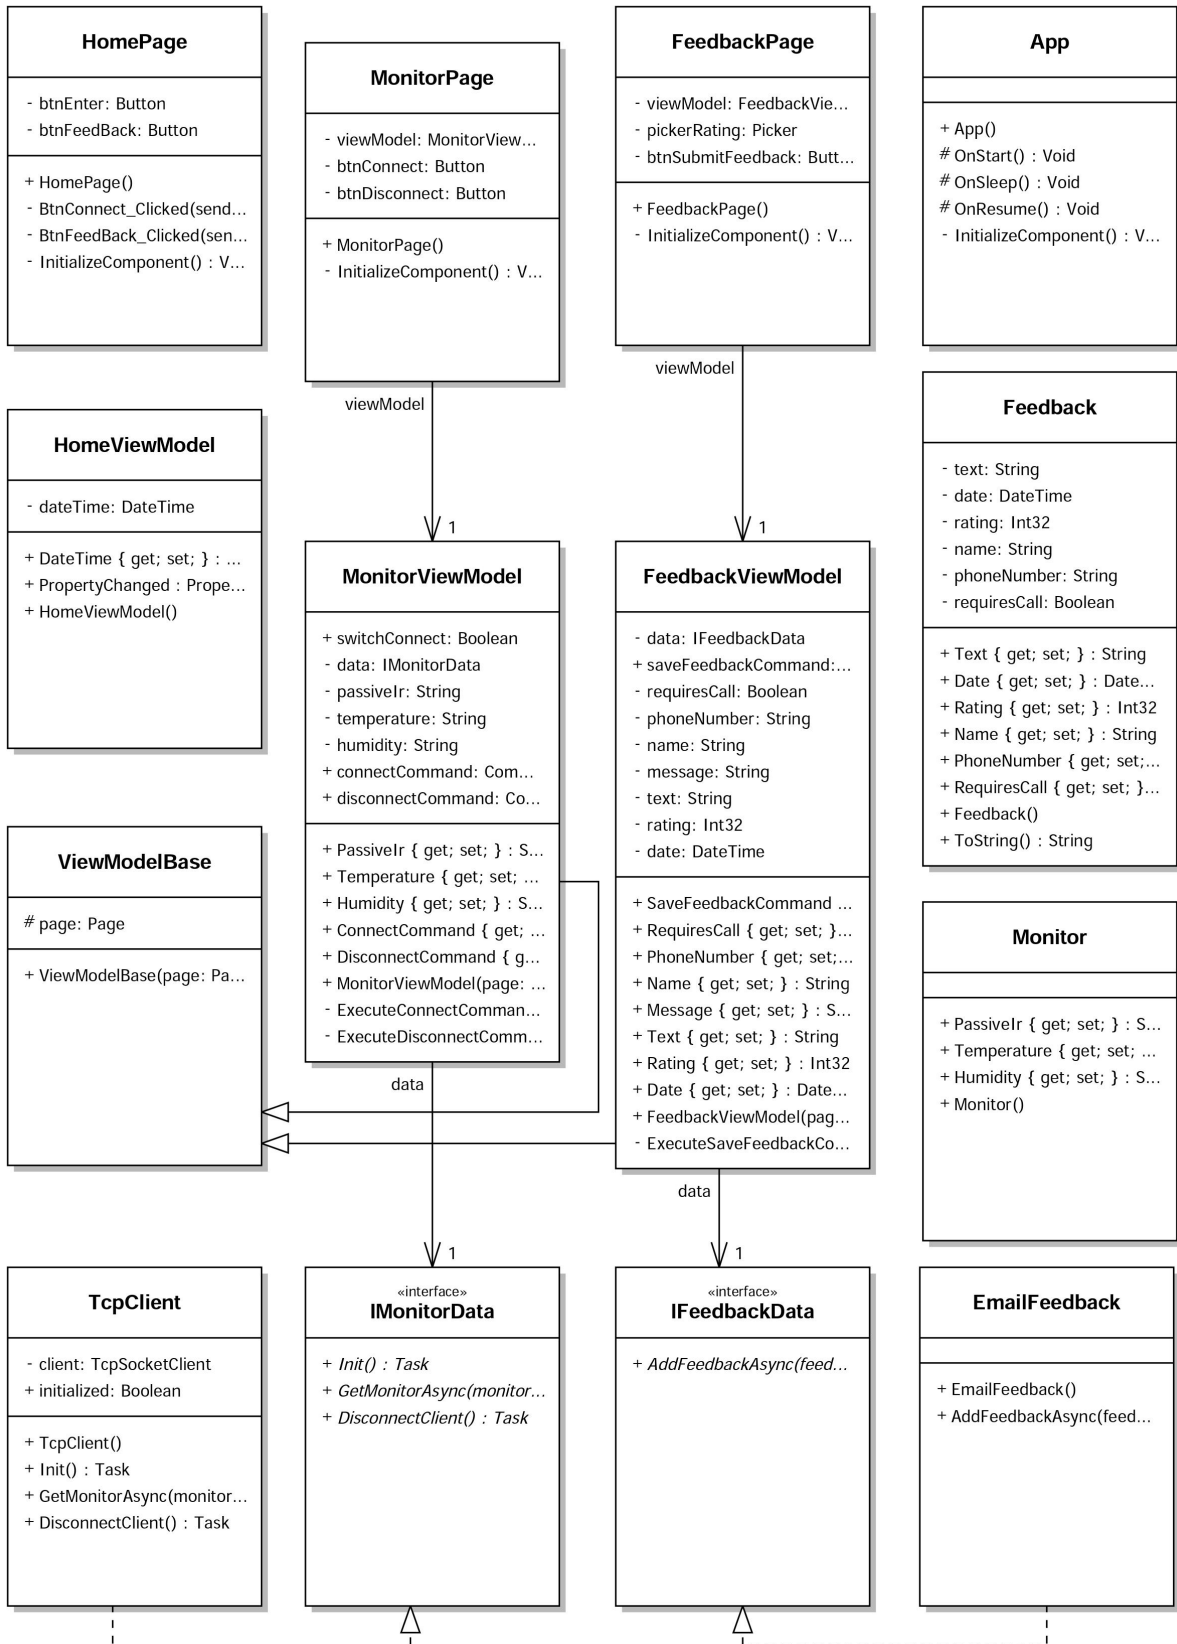 HomePage
- btnEnter: Button
- btnFeedBack: Button
+ HomePage()
- BtnConnect_Clicked(send...
- BtnFeedBack_Clicked(sen...
- InitializeComponent() : V...
MonitorPage
- viewModel: MonitorView...
- btnConnect: Button
- btnDisconnect: Button
+ MonitorPage()
- InitializeComponent() : V...
FeedbackPage
- viewModel: FeedbackVie...
- pickerRating: Picker
- btnSubmitFeedback: Butt...
+ FeedbackPage()
- InitializeComponent() : V...
App
+ App()
# OnStart() : Void
# OnSleep() : Void
# OnResume() : Void
- InitializeComponent() : V...
viewModel
1
viewModel
1
HomeViewModel
- dateTime: DateTime
+ DateTime { get; set; } : ...
+ PropertyChanged : Prope...
+ HomeViewModel()
MonitorViewModel
+ switchConnect: Boolean
- data: IMonitorData
- passiveIr: String
- temperature: String
- humidity: String
+ connectCommand: Com...
+ disconnectCommand: Co...
+ PassiveIr { get; set; } : S...
+ Temperature { get; set; ...
+ Humidity { get; set; } : S...
+ ConnectCommand { get; ...
+ DisconnectCommand { g...
+ MonitorViewModel(page: ...
- ExecuteConnectComman...
- ExecuteDisconnectComm...
FeedbackViewModel
- data: IFeedbackData
+ saveFeedbackCommand:...
- requiresCall: Boolean
- phoneNumber: String
- name: String
- message: String
- text: String
- rating: Int32
- date: DateTime
+ SaveFeedbackCommand ...
+ RequiresCall { get; set; }...
+ PhoneNumber { get; set;...
+ Name { get; set; } : String
+ Message { get; set; } : S...
+ Text { get; set; } : String
+ Rating { get; set; } : Int32
+ Date { get; set; } : Date...
+ FeedbackViewModel(pag...
- ExecuteSaveFeedbackCo...
Feedback
- text: String
- date: DateTime
- rating: Int32
- name: String
- phoneNumber: String
- requiresCall: Boolean
+ Text { get; set; } : String
+ Date { get; set; } : Date...
+ Rating { get; set; } : Int32
+ Name { get; set; } : String
+ PhoneNumber { get; set;...
+ RequiresCall { get; set; }...
+ Feedback()
+ ToString() : String
ViewModelBase
# page: Page
+ ViewModelBase(page: Pa...
Monitor
+ PassiveIr { get; set; } : S...
+ Temperature { get; set; ...
+ Humidity { get; set; } : S...
+ Monitor()
data
1
data
1
TcpClient
- client: TcpSocketClient
+ initialized: Boolean
+ TcpClient()
+ Init() : Task
+ GetMonitorAsync(monitor...
+ DisconnectClient() : Task
«interface»
IMonitorData
+ Init() : Task
+ GetMonitorAsync(monitor...
+ DisconnectClient() : Task
«interface»
IFeedbackData
+ AddFeedbackAsync(feed...
EmailFeedback
+ EmailFeedback()
+ AddFeedbackAsync(feed...